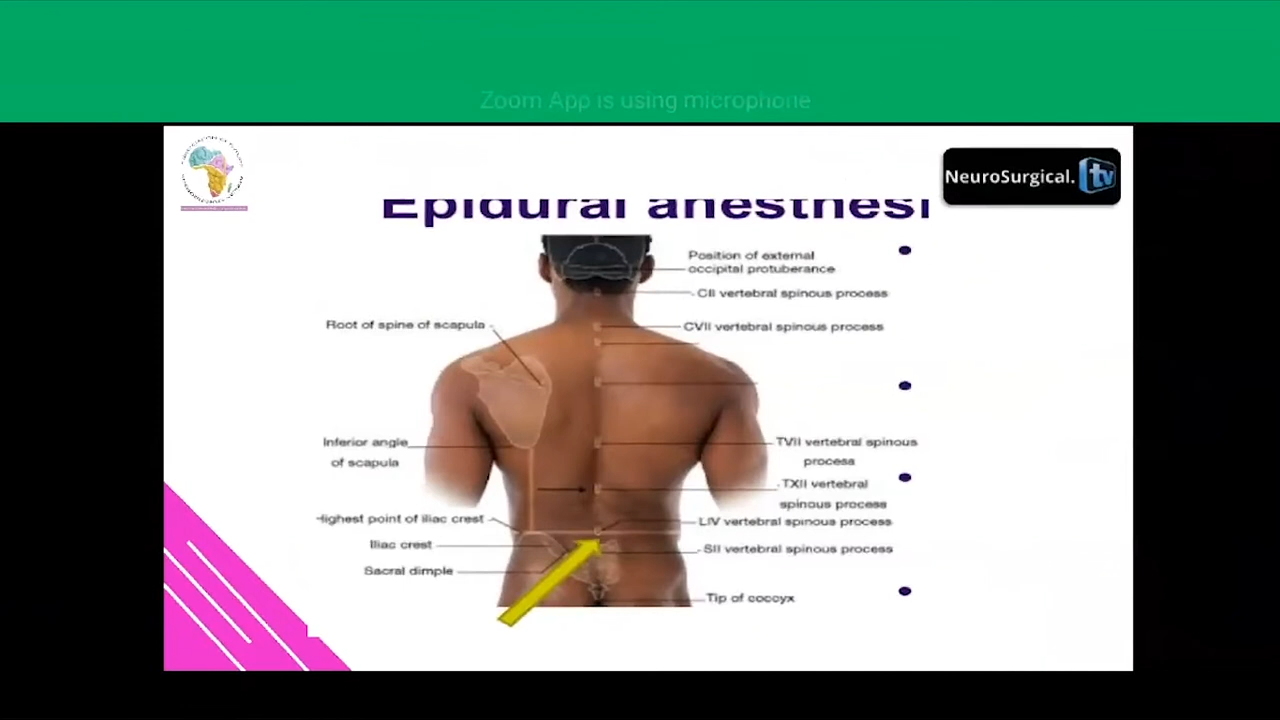 Zoom App is using microphone
NeuroSurgical.tv
Epidural anesthesi
Position of external
occipital protuberance
CII vertebral spinous process
Root of spine of scapula
CVII vertebral spinous process
Inferior angle
of scapula
TVII vertebral spinous
process
TXII vertebral
spinous process
Highest point of iliac crest
LIV vertebral spinous process
Iliac crest
SII vertebral spinous process
Sacral dimple
Tip of coccyx